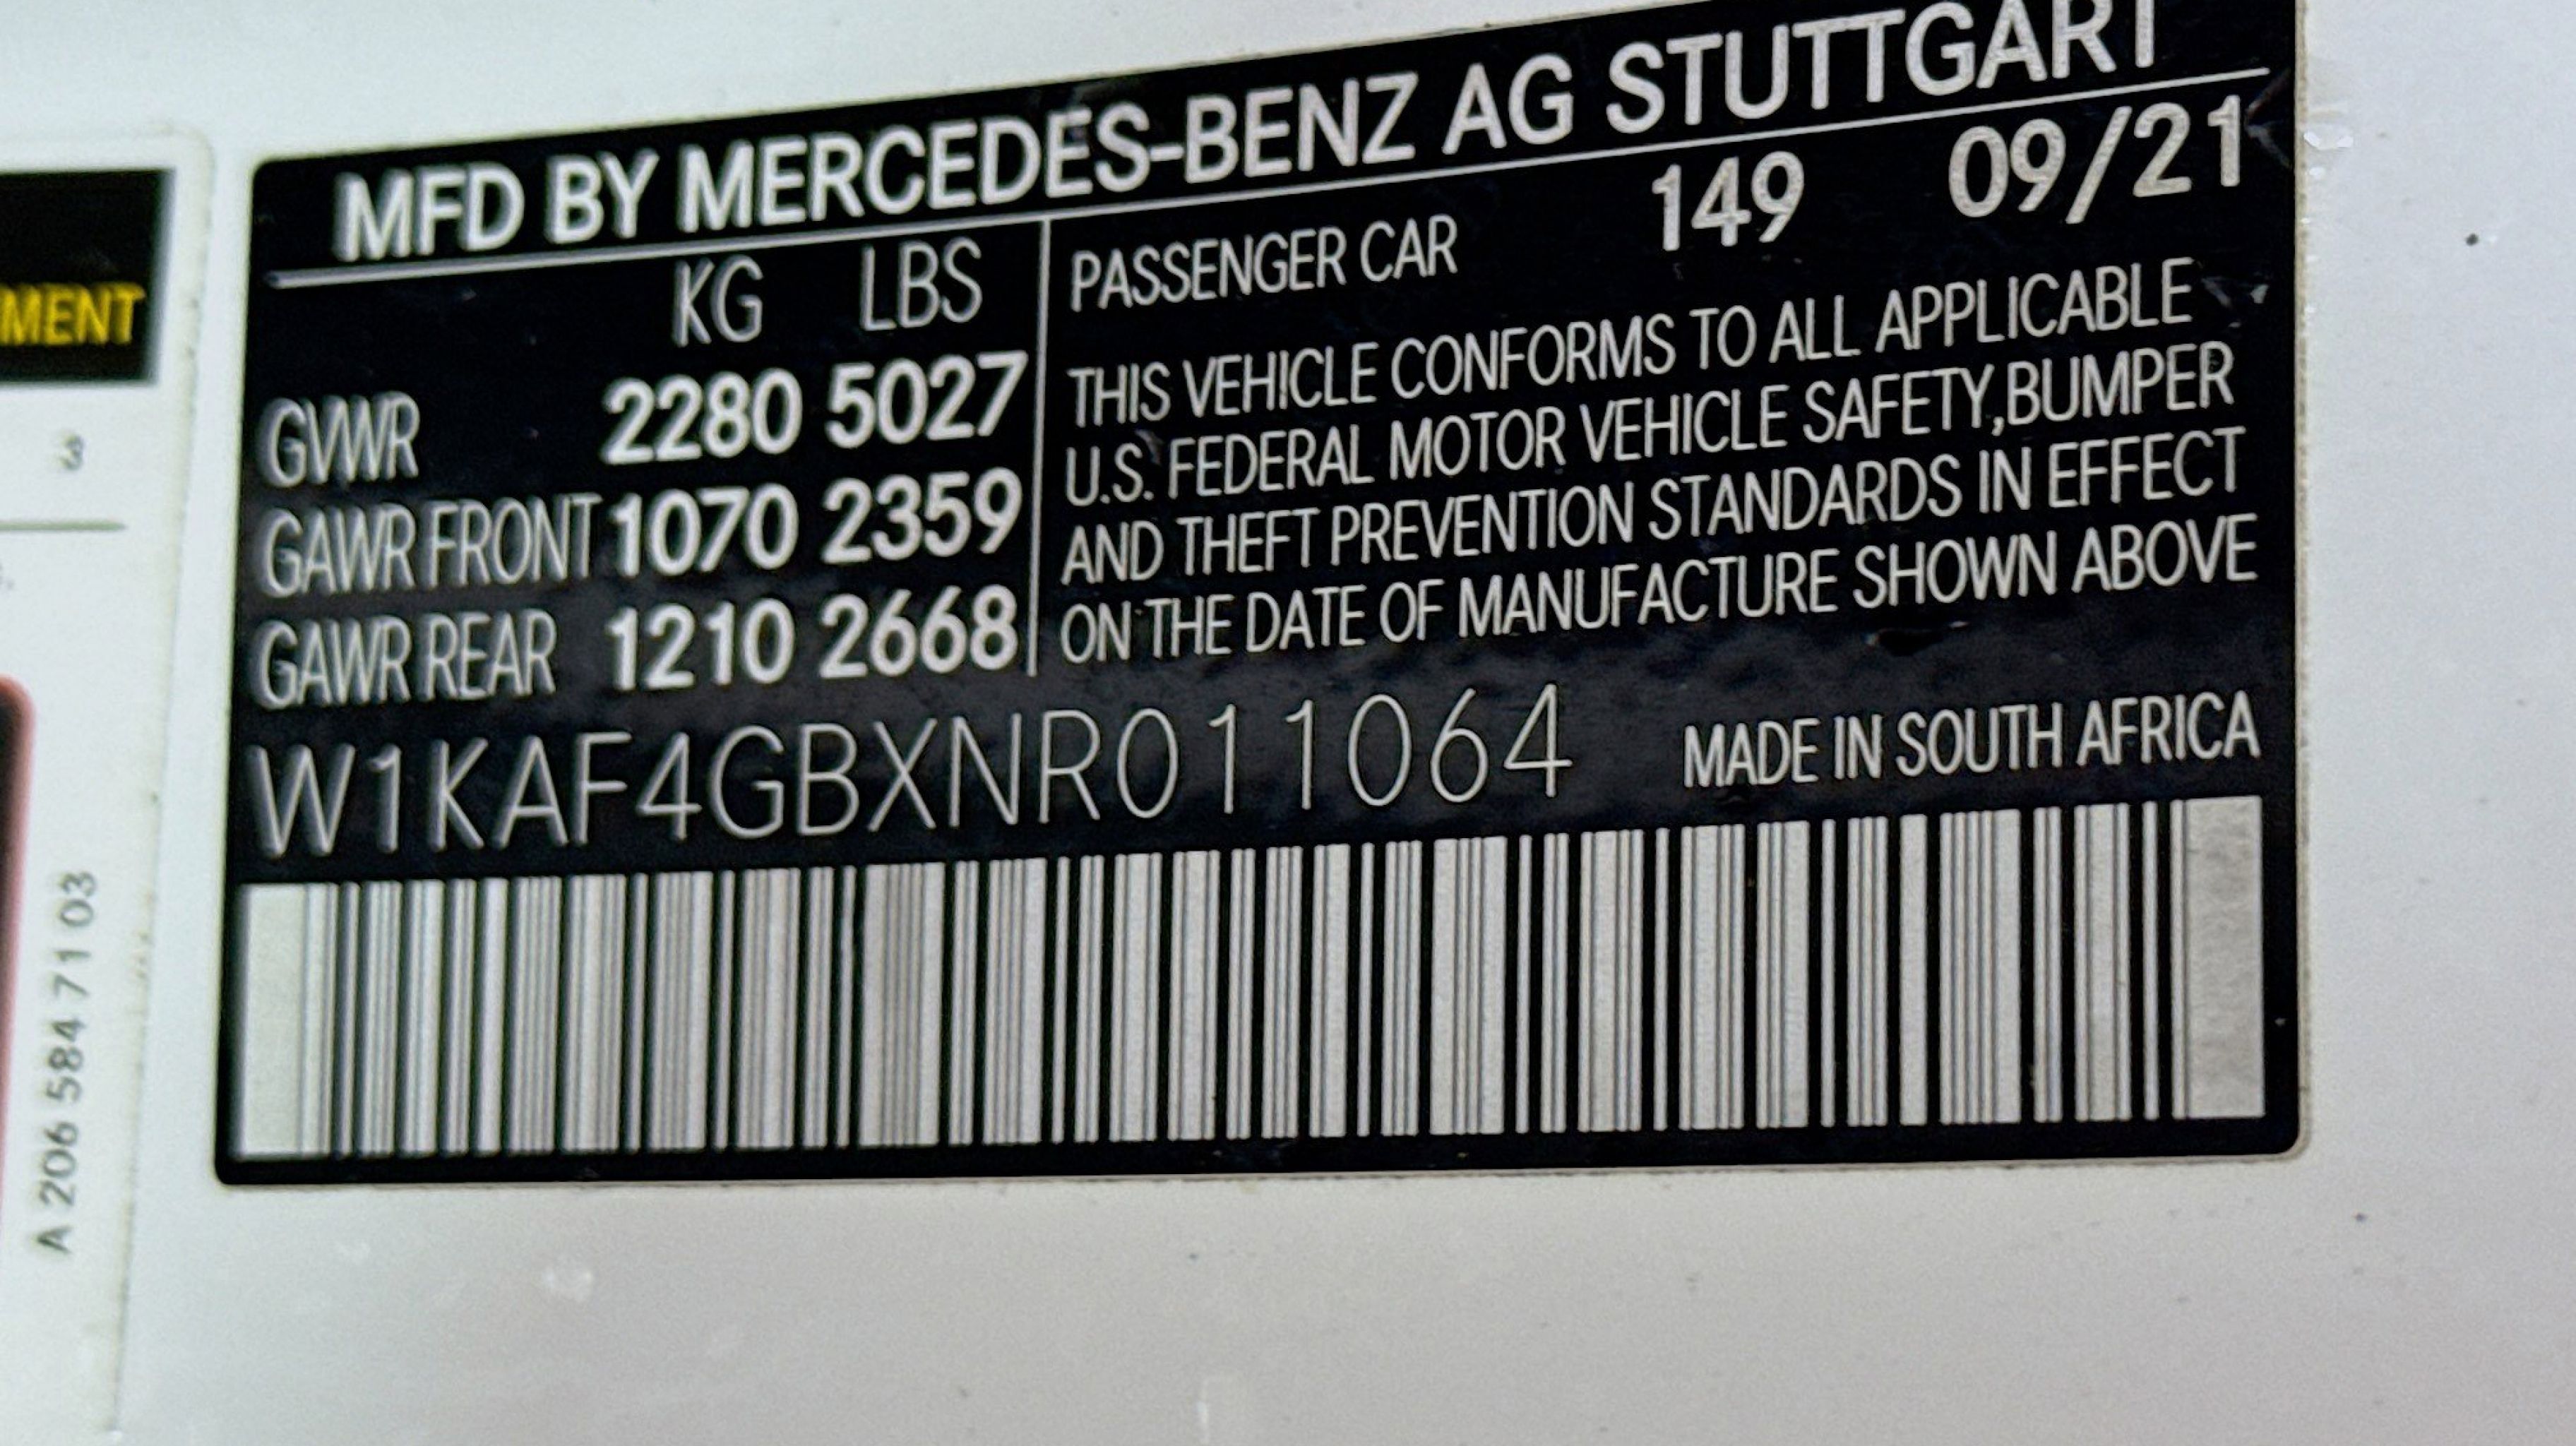 MFD BY MERCEDES-BENZ AG STUTTGART
KG LBS
GVWR 2280 5027
GAWR FRONT 1070 2359
GAWR REAR 1210 2668
PASSENGER CAR 149 09/21
THIS VEHICLE CONFORMS TO ALL APPLICABLE
U.S. FEDERAL MOTOR VEHICLE SAFETY,BUMPER
AND THEFT PREVENTION STANDARDS IN EFFECT
ON THE DATE OF MANUFACTURE SHOWN ABOVE
W1KAF4GBXNR011064 MADE IN SOUTH AFRICA
MENT
A 206 584 71 03